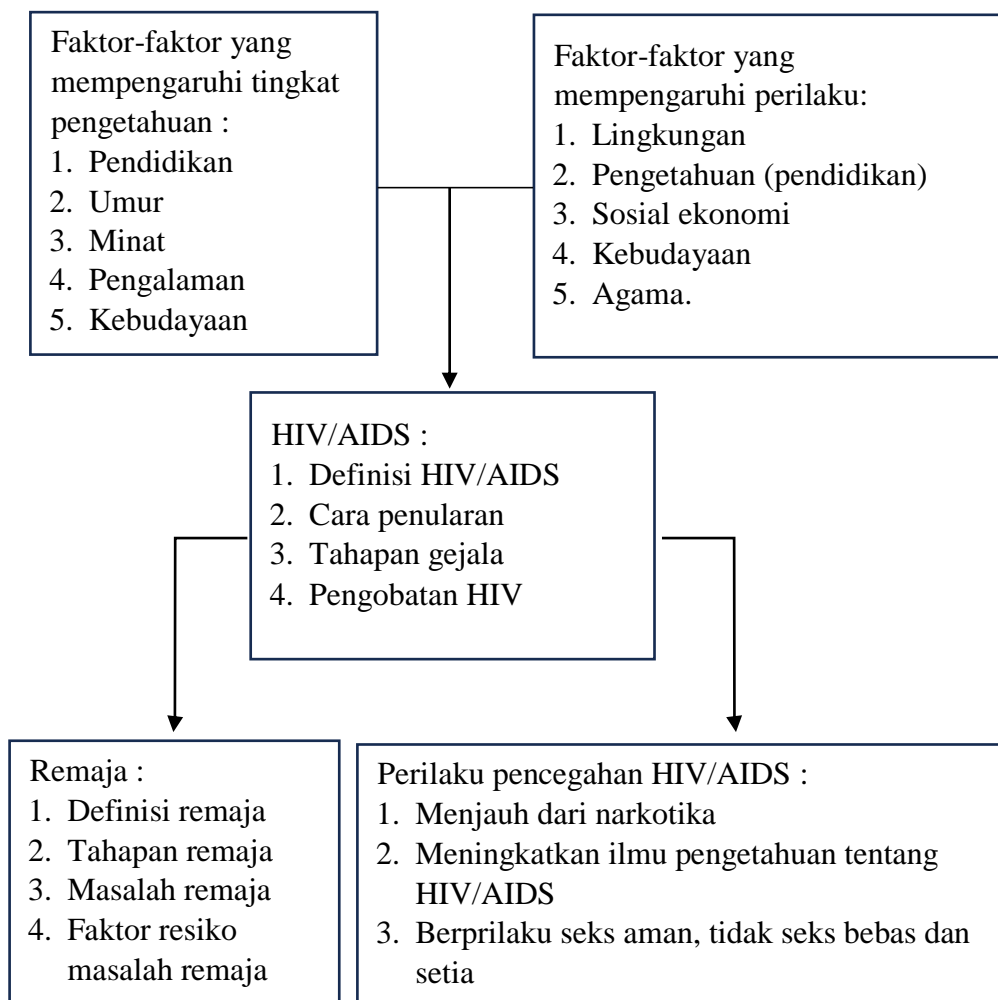 Faktor-faktor yang
mempengaruhi tingkat
pengetahuan :
1. Pendidikan
2. Umur
3. Minat
4. Pengalaman
5. Kebudayaan
Faktor-faktor yang
mempengaruhi perilaku:
1. Lingkungan
2. Pengetahuan (pendidikan)
3. Sosial ekonomi
4. Kebudayaan
5. Agama.
HIV/AIDS :
1. Definisi HIV/AIDS
2. Cara penularan
3. Tahapan gejala
4. Pengobatan HIV
Remaja :
1. Definisi remaja
2. Tahapan remaja
3. Masalah remaja
4. Faktor resiko
masalah remaja
Perilaku pencegahan HIV/AIDS :
1. Menjauh dari narkotika
2. Meningkatkan ilmu pengetahuan tentang
HIV/AIDS
3. Berprilaku seks aman, tidak seks bebas dan
setia